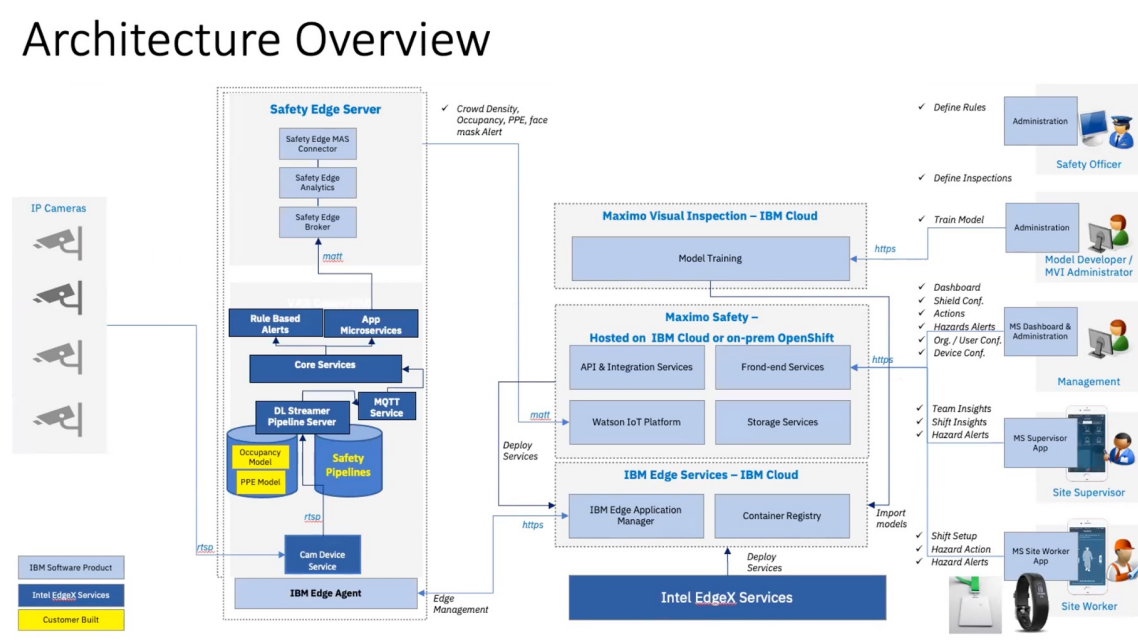 Architecture Overview
IP Cameras
Safety Edge Server
Safety Edge MAS
Connector
Safety Edge
Analytics
Safety Edge
Broker
matt
Rule Based
Alerts
App
Microservices
Core Services
MQTT
Service
DL Streamer
Pipeline Server
Occupancy
Model
PPE Model
Safety
Pipelines
rtsp
rtsp
Cam Device
Service
IBM Edge Agent
✓ Crowd Density,
Occupancy, PPE, face
mask Alert
Maximo Visual Inspection – IBM Cloud
Model Training
https
Maximo Safety –
Hosted on IBM Cloud or on-prem OpenShift
API & Integration Services
Frond-end Services
Watson IoT Platform
Storage Services
matt
https
Deploy
Services
IBM Edge Services – IBM Cloud
IBM Edge Application
Manager
Container Registry
https
Import
models
Edge
Management
Deploy
Services
Intel EdgeX Services
✓ Define Rules
Administration
Safety Officer
✓ Define Inspections
✓ Train Model
Administration
Model Developer /
MVI Administrator
✓ Dashboard
✓ Shield Conf.
✓ Actions
✓ Hazards Alerts
✓ Org. / User Conf.
✓ Device Conf.
MS Dashboard &
Administration
Management
✓ Team Insights
✓ Shift Insights
✓ Hazard Alerts
MS Supervisor
App
Site Supervisor
✓ Shift Setup
✓ Hazard Action
✓ Hazard Alerts
MS Site Worker
App
Site Worker
IBM Software Product
Intel EdgeX Services
Customer Built